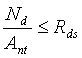 N_d / A_nt ≤ R_ds